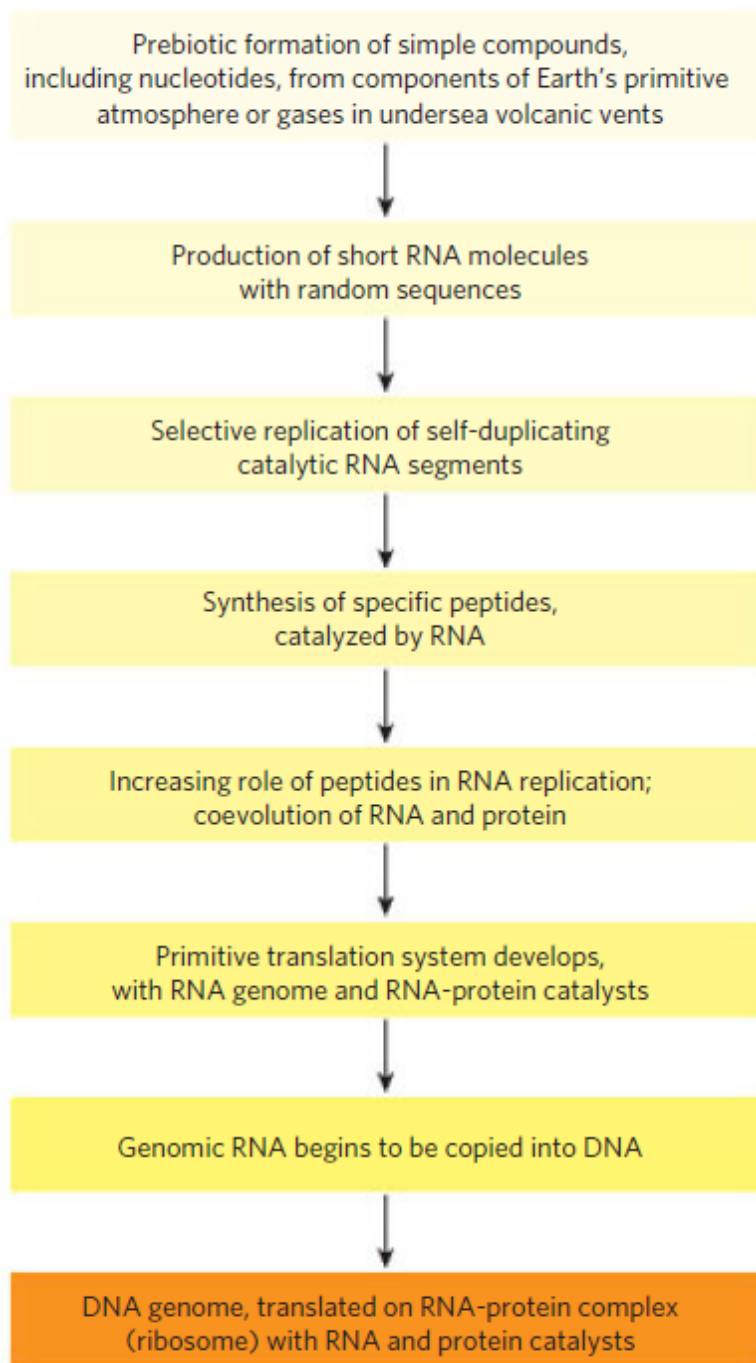 Prebiotic formation of simple compounds,
including nucleotides, from components of Earth's primitive
atmosphere or gases in undersea volcanic vents
Production of short RNA molecules
with random sequences
Selective replication of self-duplicating
catalytic RNA segments
Synthesis of specific peptides,
catalyzed by RNA
Increasing role of peptides in RNA replication;
coevolution of RNA and protein
Primitive translation system develops,
with RNA genome and RNA-protein catalysts
Genomic RNA begins to be copied into DNA
DNA genome, translated on RNA-protein complex
(ribosome) with RNA and protein catalysts